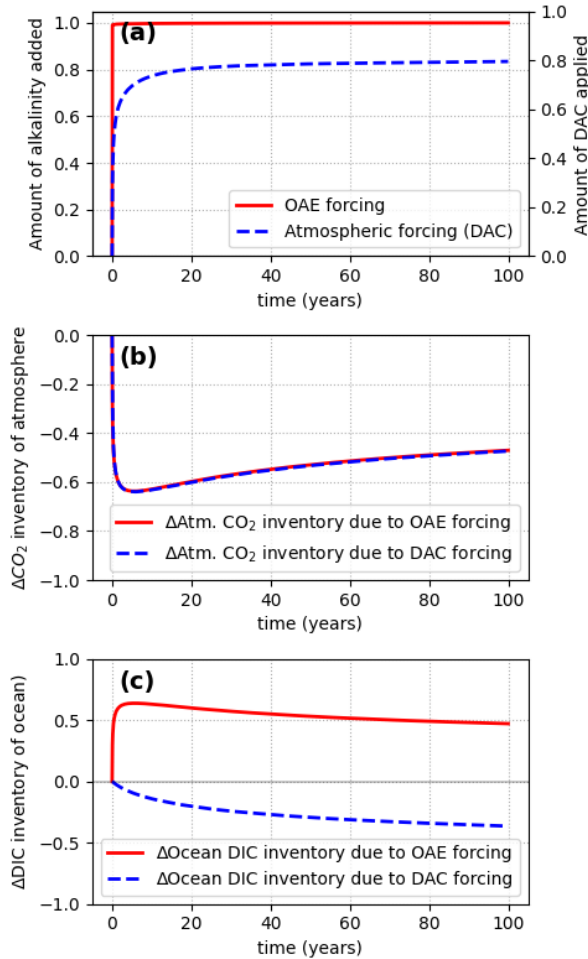 (a)
1.0
0.8
0.6
0.4
0.2
0.0
Amount of alkalinity added
1.0
0.8
0.6
0.4
0.2
0.0
Amount of DAC applied
OAE forcing
Atmospheric forcing (DAC)
0 20 40 60 80 100
time (years)
(b)
0.0
−0.2
−0.4
−0.6
−0.8
−1.0
ΔCO₂ inventory of atmosphere
ΔAtm. CO₂ inventory due to OAE forcing
ΔAtm. CO₂ inventory due to DAC forcing
0 20 40 60 80 100
time (years)
(c)
1.0
0.5
0.0
−0.5
−1.0
ΔDIC inventory of ocean)
ΔOcean DIC inventory due to OAE forcing
ΔOcean DIC inventory due to DAC forcing
0 20 40 60 80 100
time (years)